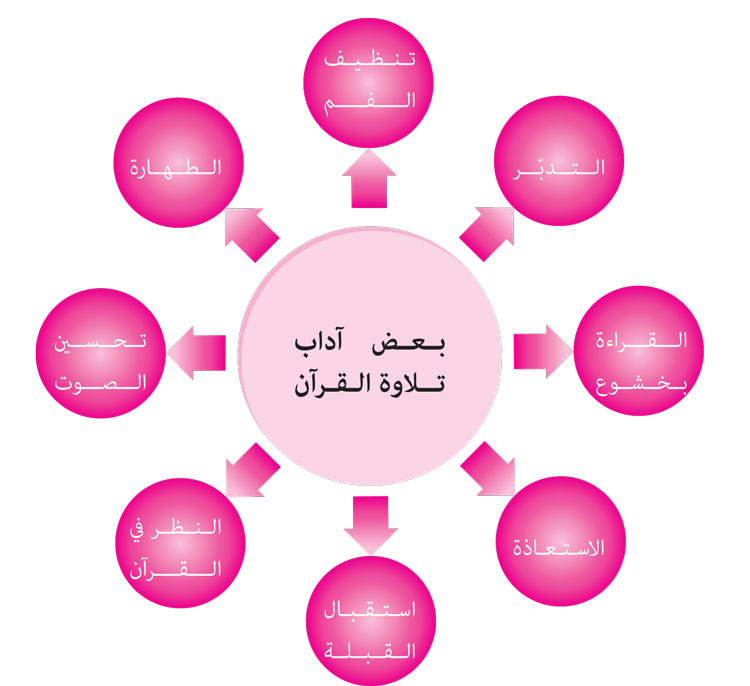 بعض آداب
تلاوة القرآن
تنظيف
الفم
التدبّر
القراءة
بخشوع
الاستعاذة
استقبال
القبلة
النظر في
القرآن
تحسين
الصوت
الطهارة